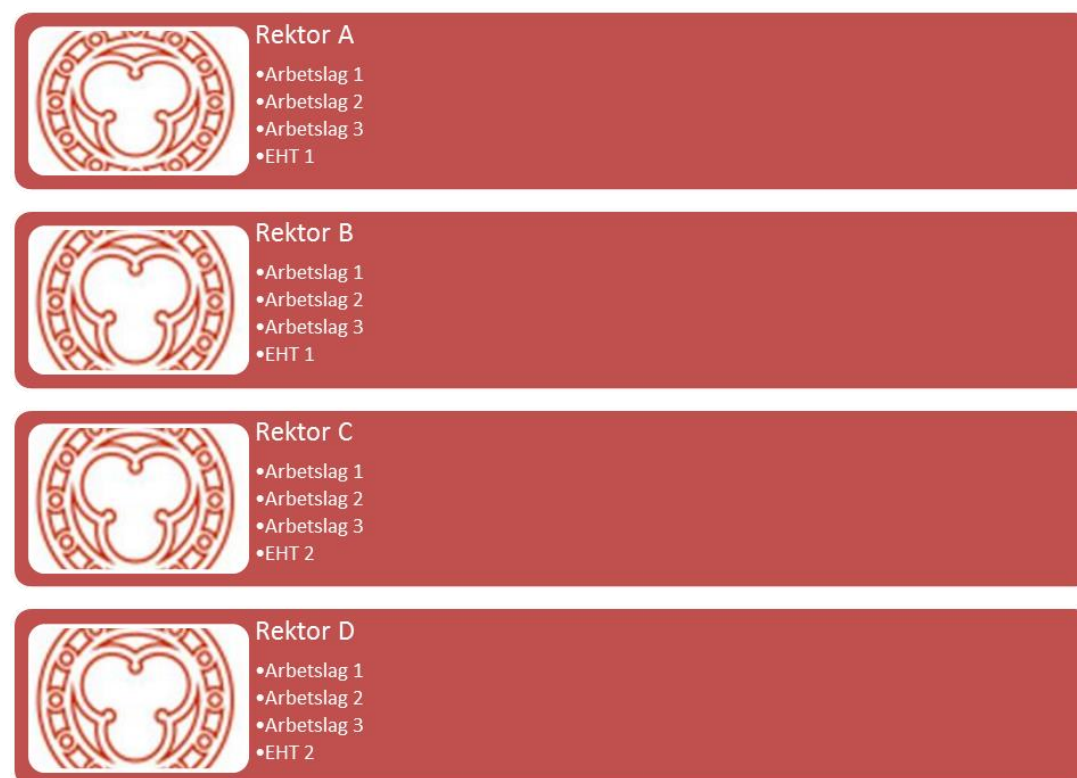 Rektor A
•Arbetslag 1
•Arbetslag 2
•Arbetslag 3
•EHT 1
Rektor B
•Arbetslag 1
•Arbetslag 2
•Arbetslag 3
•EHT 1
Rektor C
•Arbetslag 1
•Arbetslag 2
•Arbetslag 3
•EHT 2
Rektor D
•Arbetslag 1
•Arbetslag 2
•Arbetslag 3
•EHT 2